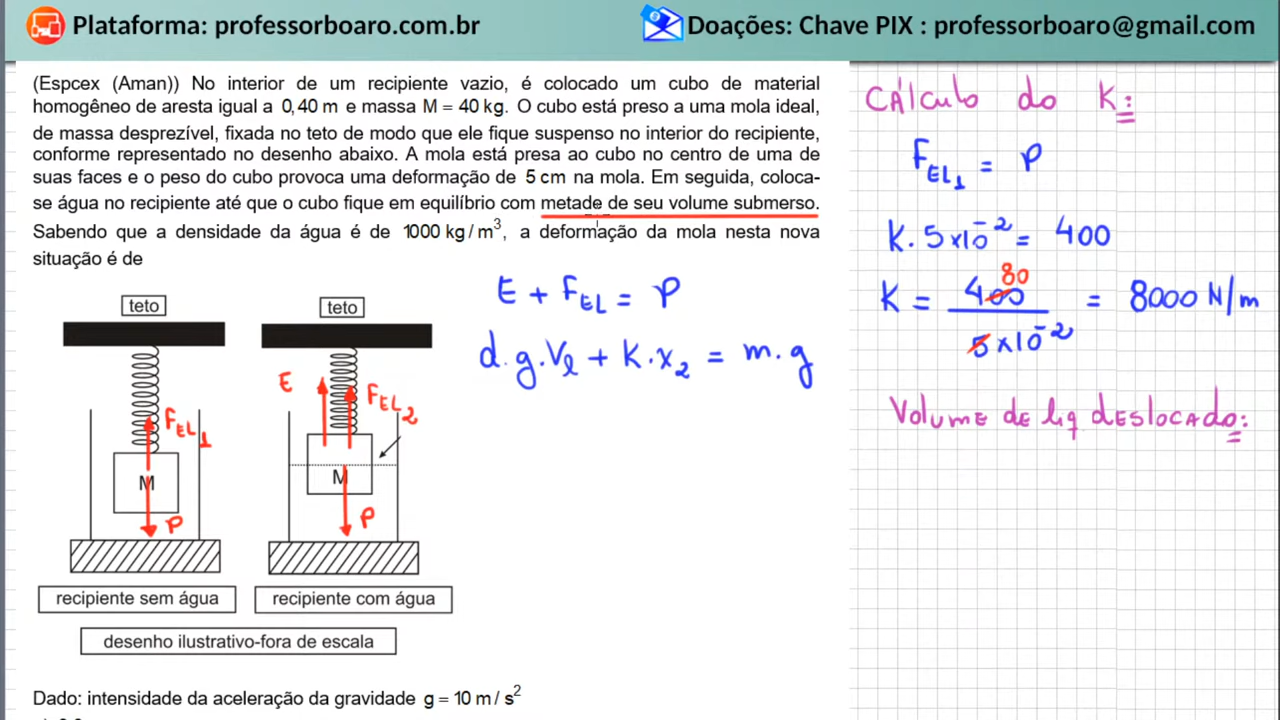 Plataforma: professorboaro.com.br
Doações: Chave PIX : professorboaro@gmail.com
(Espcex (Aman)) No interior de um recipiente vazio, é colocado um cubo de material
homogêneo de aresta igual a 0,40 m e massa M = 40 kg. O cubo está preso a uma mola ideal,
de massa desprezível, fixada no teto de modo que ele fique suspenso no interior do recipiente,
conforme representado no desenho abaixo. A mola está presa ao cubo no centro de uma de
suas faces e o peso do cubo provoca uma deformação de 5 cm na mola. Em seguida, coloca-
se água no recipiente até que o cubo fique em equilíbrio com metade de seu volume submerso.
Sabendo que a densidade da água é de 1000 kg/m³, a deformação da mola nesta nova
situação é de
teto
teto
E
F_EL1
F_EL2
M
M
P
P
recipiente sem água
recipiente com água
desenho ilustrativo-fora de escala
Dado: intensidade da aceleração da gravidade g = 10 m/s²
E + F_EL = P
d.g.V_l + K.x₂ = m.g
CÁlculo do K:
F_EL1 = P
K. 5x10⁻² = 400
K = 400 80 / 5x10⁻² = 8000 N/m
Volume de liq deslocado: